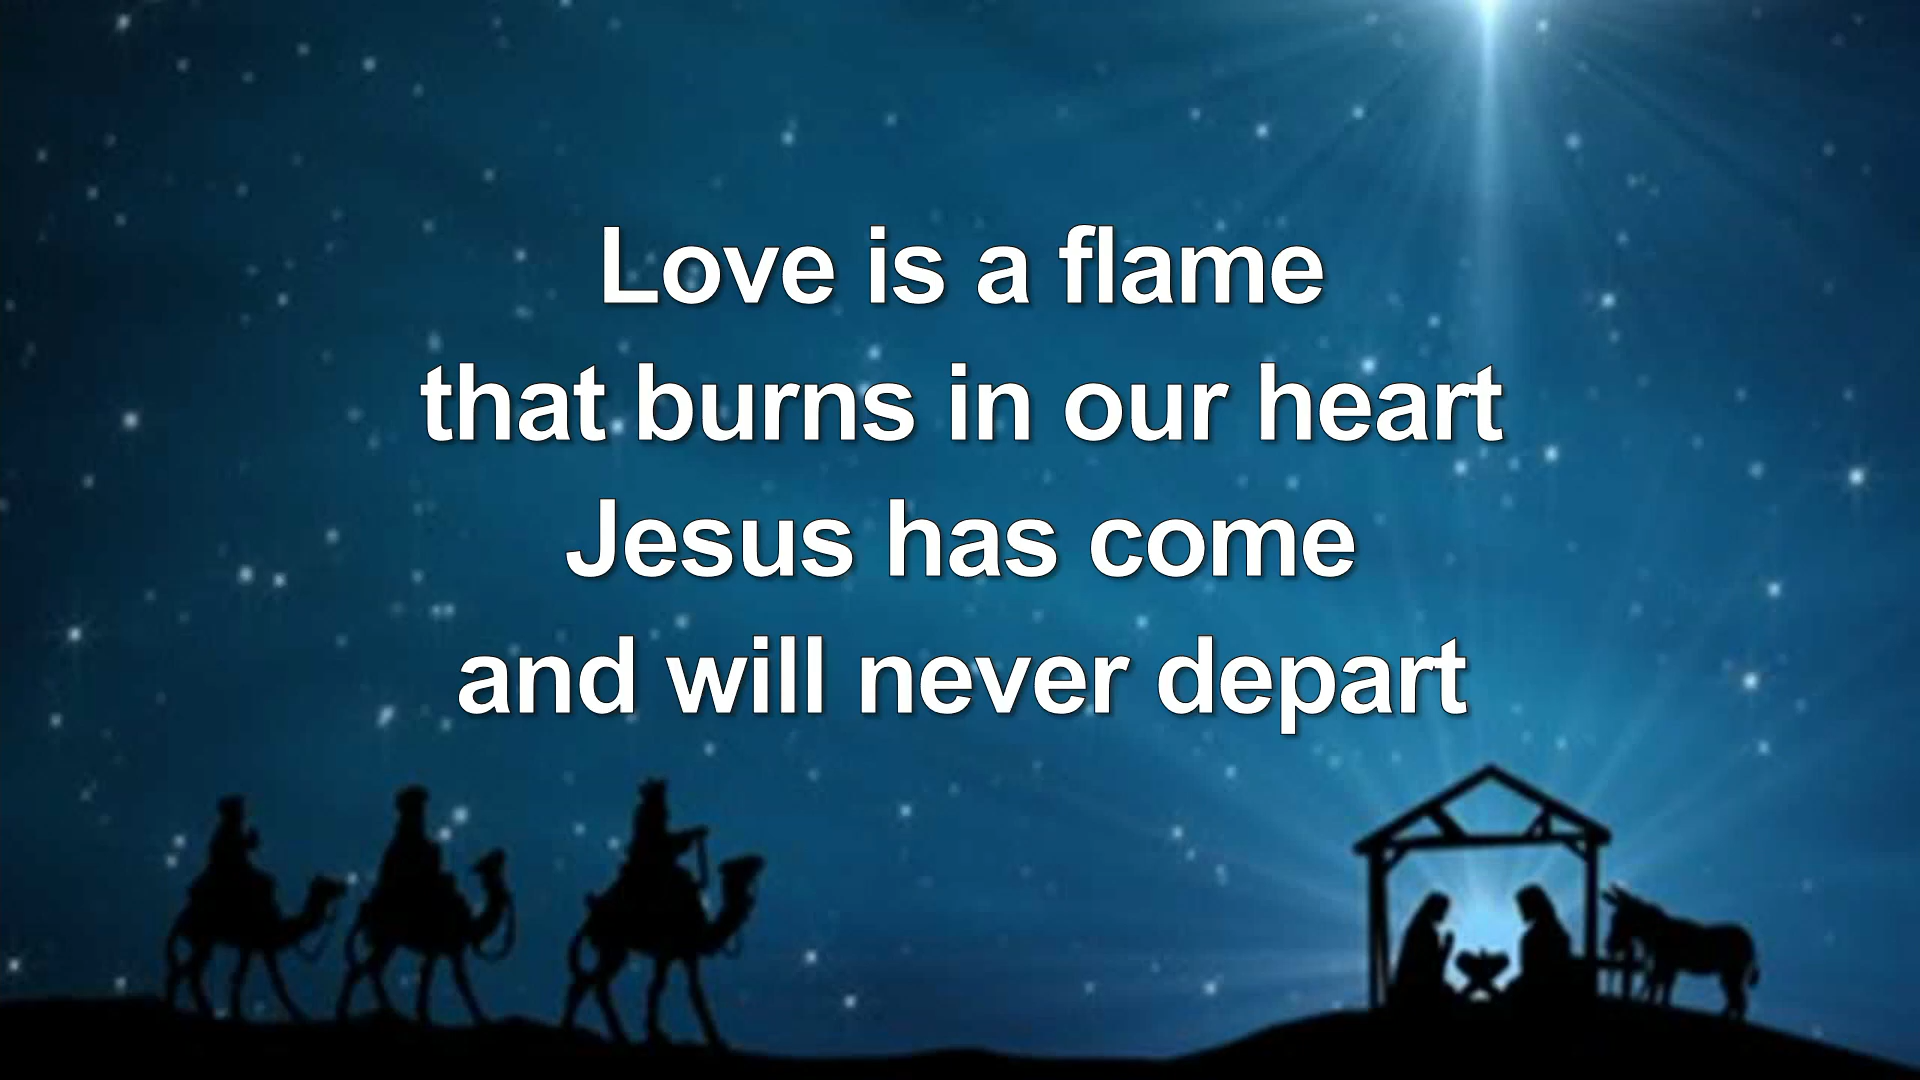 Love is a flame
that burns in our heart
Jesus has come
and will never depart